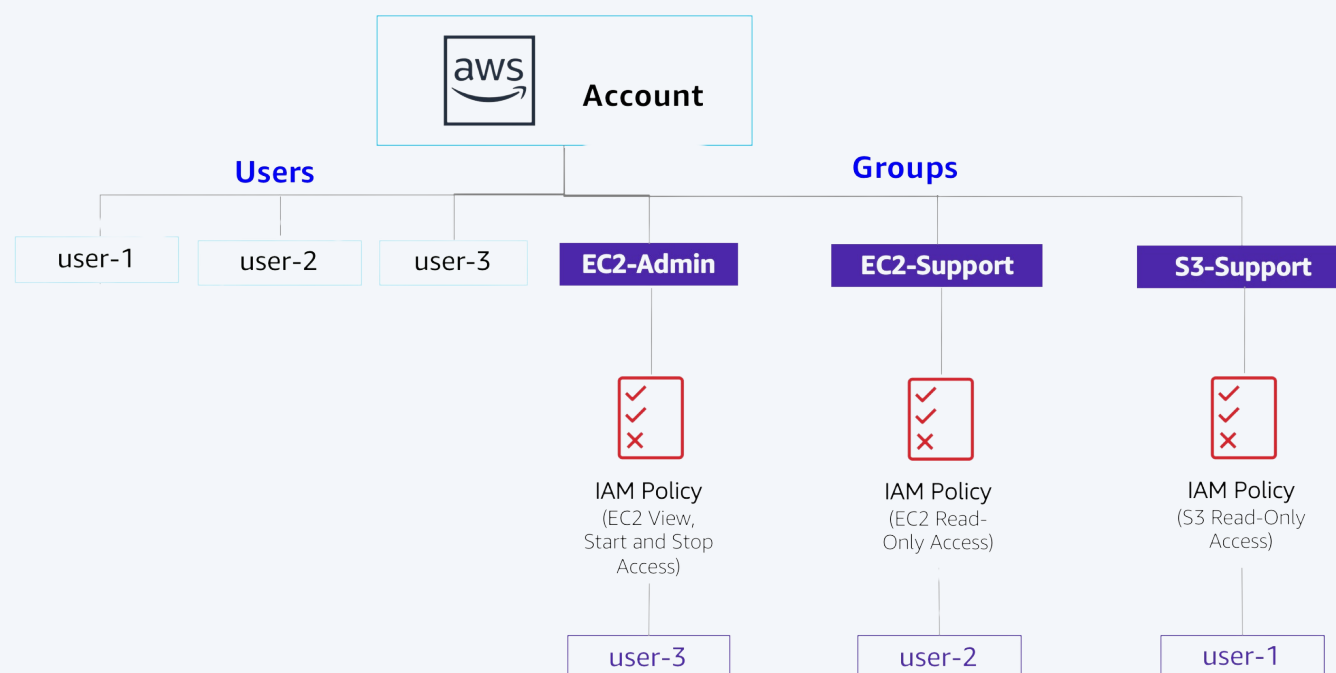 aws
Account
Users
Groups
user-1
user-2
user-3
EC2-Admin
EC2-Support
S3-Support
IAM Policy
(EC2 View,
Start and Stop
Access)
IAM Policy
(EC2 Read-
Only Access)
IAM Policy
(S3 Read-Only
Access)
user-3
user-2
user-1